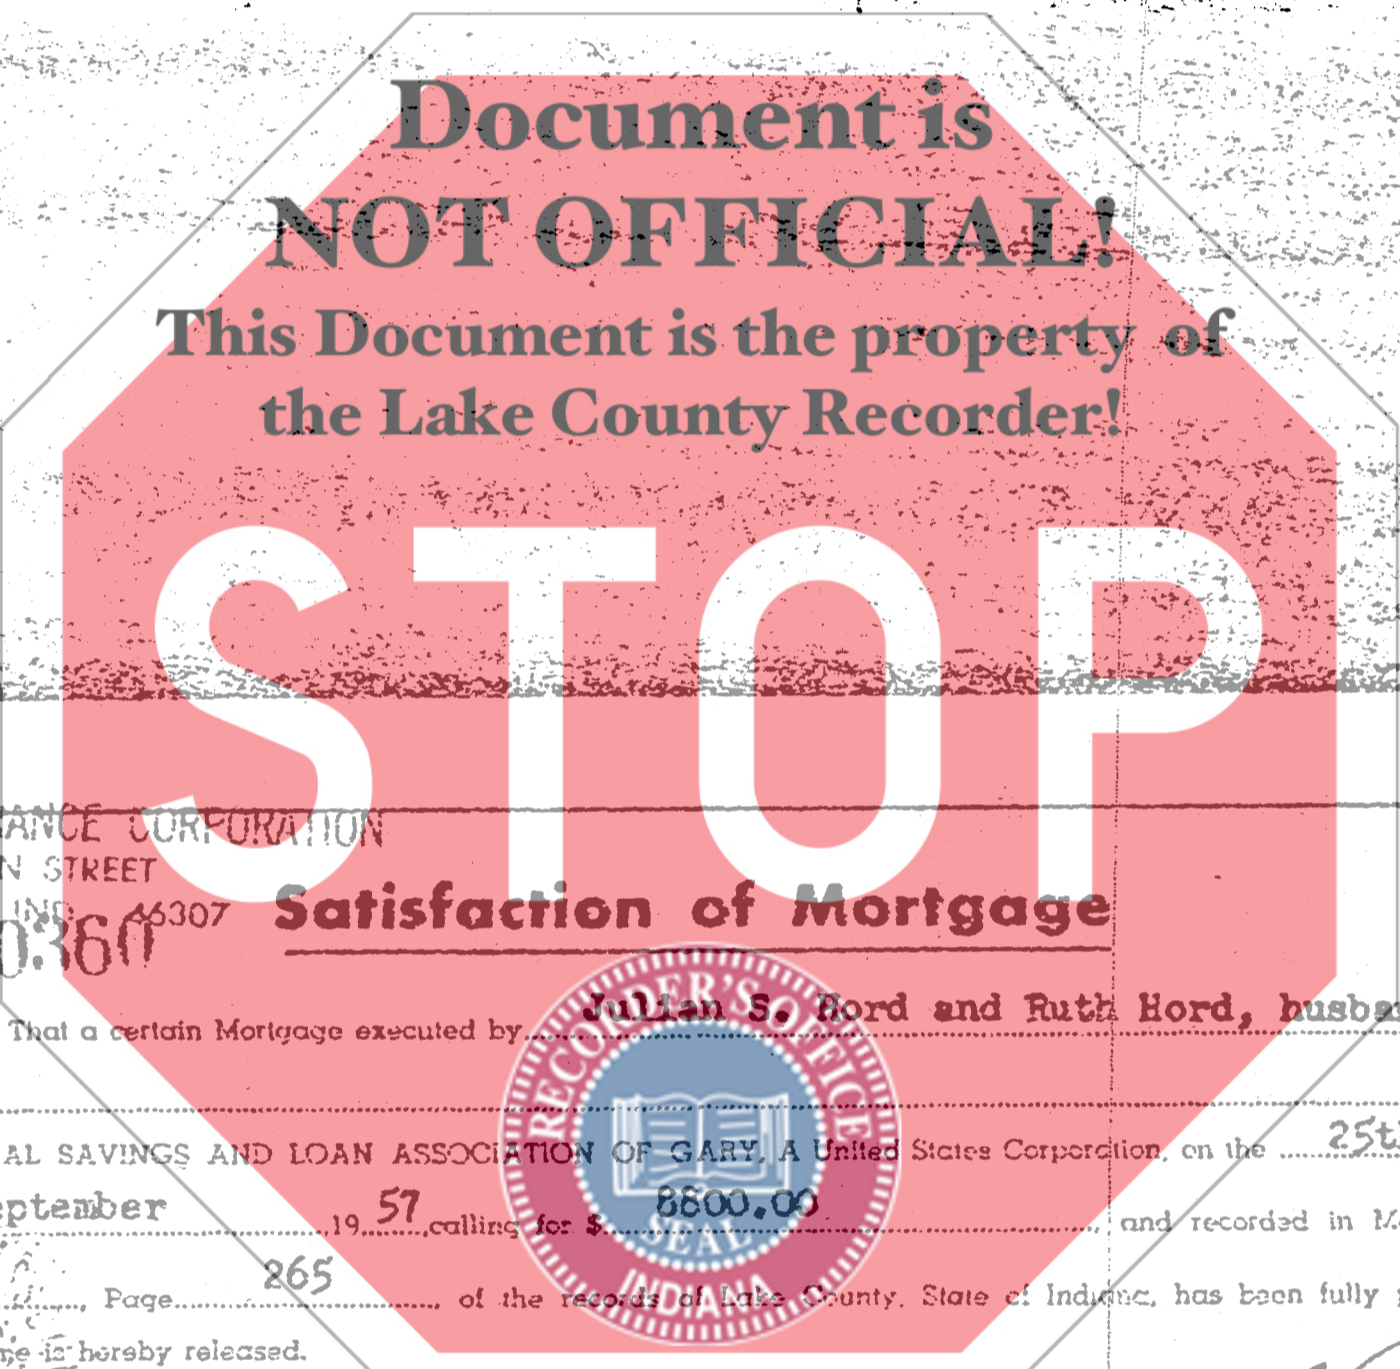 Document is
NOT OFFICIAL!
This Document is the property of
the Lake County Recorder!
STOP
ANCE CORPORATION
N STREET
IND 46307
0360
Satisfaction of Mortgage
That a certain Mortgage executed by Julian S. Hord and Ruth Hord, husba
AL SAVINGS AND LOAN ASSOCIATION OF GARY, A United States Corporation, on the 25t
eptember 19 57, calling for $ 8800.00, and recorded in M
, Page 265, of the records of Lake County, State of Indiana, has been fully
me is hereby released.
RECORDER'S OFFICE
SEAL
INDIANA